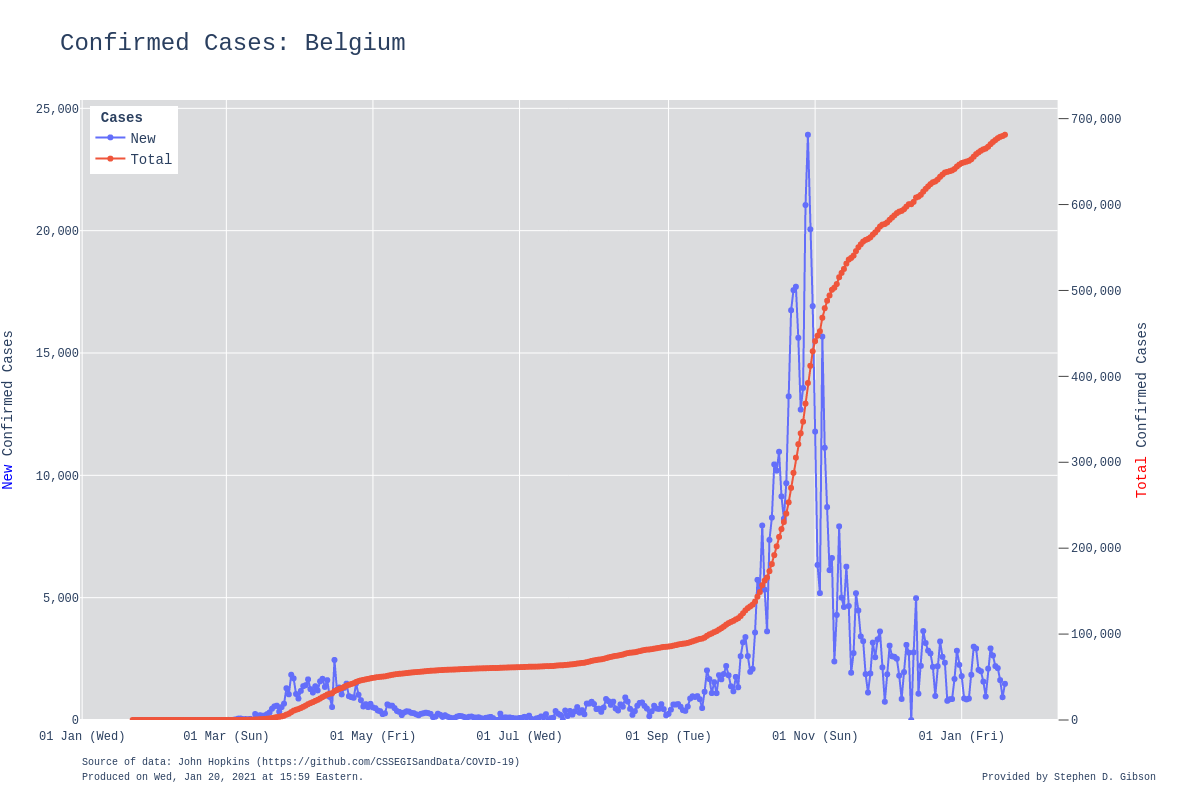 Confirmed Cases: Belgium
Cases
New
Total
25,000
20,000
15,000
10,000
5,000
0
700,000
600,000
500,000
400,000
300,000
200,000
100,000
0
New Confirmed Cases
Total Confirmed Cases
01 Jan (Wed)
01 Mar (Sun)
01 May (Fri)
01 Jul (Wed)
01 Sep (Tue)
01 Nov (Sun)
01 Jan (Fri)
Source of data: John Hopkins (https://github.com/CSSEGISandData/COVID-19)
Produced on Wed, Jan 20, 2021 at 15:59 Eastern.
Provided by Stephen D. Gibson